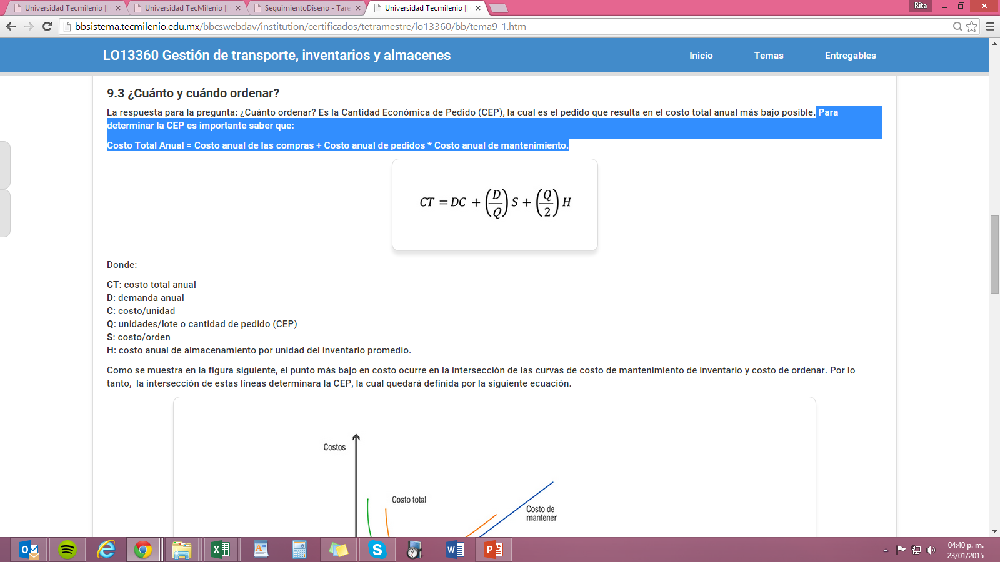 Universidad Tecmilenio ||
Universidad TecMilenio ||
SeguimientoDiseno - Tare
Universidad Tecmilenio ||
Rita
bbsistema.tecmilenio.edu.mx/bbcswebdav/institution/certificados/tetramestre/lo13360/bb/tema9-1.htm
LO13360 Gestión de transporte, inventarios y almacenes
Inicio
Temas
Entregables
9.3 ¿Cuánto y cuándo ordenar?
La respuesta para la pregunta: ¿Cuánto ordenar? Es la Cantidad Económica de Pedido (CEP), la cual es el pedido que resulta en el costo total anual más bajo posible. Para
determinar la CEP es importante saber que:
Costo Total Anual = Costo anual de las compras + Costo anual de pedidos * Costo anual de mantenimiento.
CT = DC + (D/Q) S + (Q/2) H
Donde:
CT: costo total anual
D: demanda anual
C: costo/unidad
Q: unidades/lote o cantidad de pedido (CEP)
S: costo/orden
H: costo anual de almacenamiento por unidad del inventario promedio.
Como se muestra en la figura siguiente, el punto más bajo en costo ocurre en la intersección de las curvas de costo de mantenimiento de inventario y costo de ordenar. Por lo
tanto,  la intersección de estas líneas determinara la CEP, la cual quedará definida por la siguiente ecuación.
Costos
Costo total
Costo de
mantener
04:40 p. m.
23/01/2015